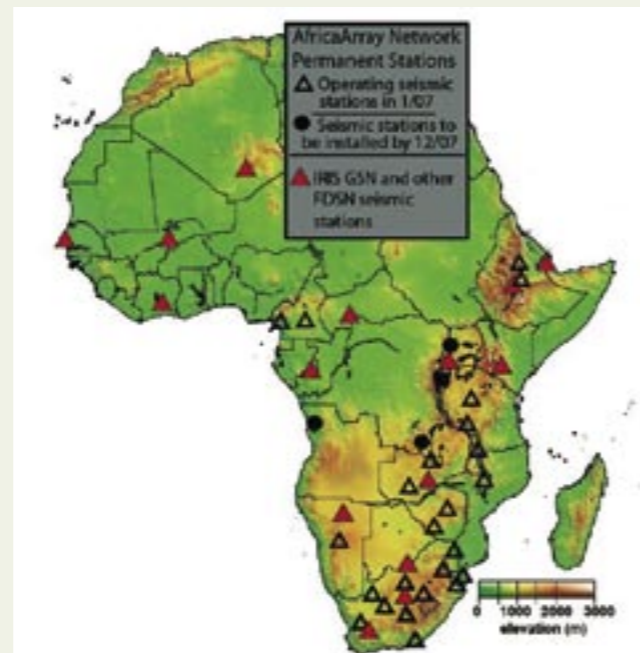 AfricaArray Network
Permanent Stations
Operating seismic
stations in 1/07
Seismic stations to
be installed by 12/07
IRIS GSN and other
FDSN seismic
stations
0 1000 2000 3000
elevation (m)